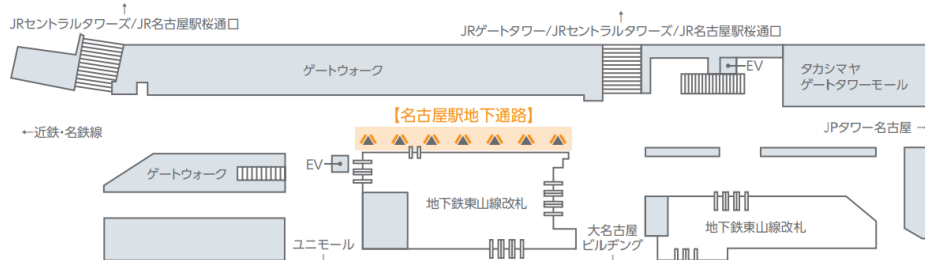 ↑
JRセントラルタワーズ/JR名古屋駅桜通口
↑
JRゲートタワー/JRセントラルタワーズ/JR名古屋駅桜通口
ゲートウォーク
EV
タカシマヤ
ゲートタワーモール
【名古屋駅地下通路】
←近鉄・名鉄線
JPタワー名古屋→
ゲートウォーク
EV
地下鉄東山線改札
地下鉄東山線改札
ユニモール
大名古屋
ビルヂング